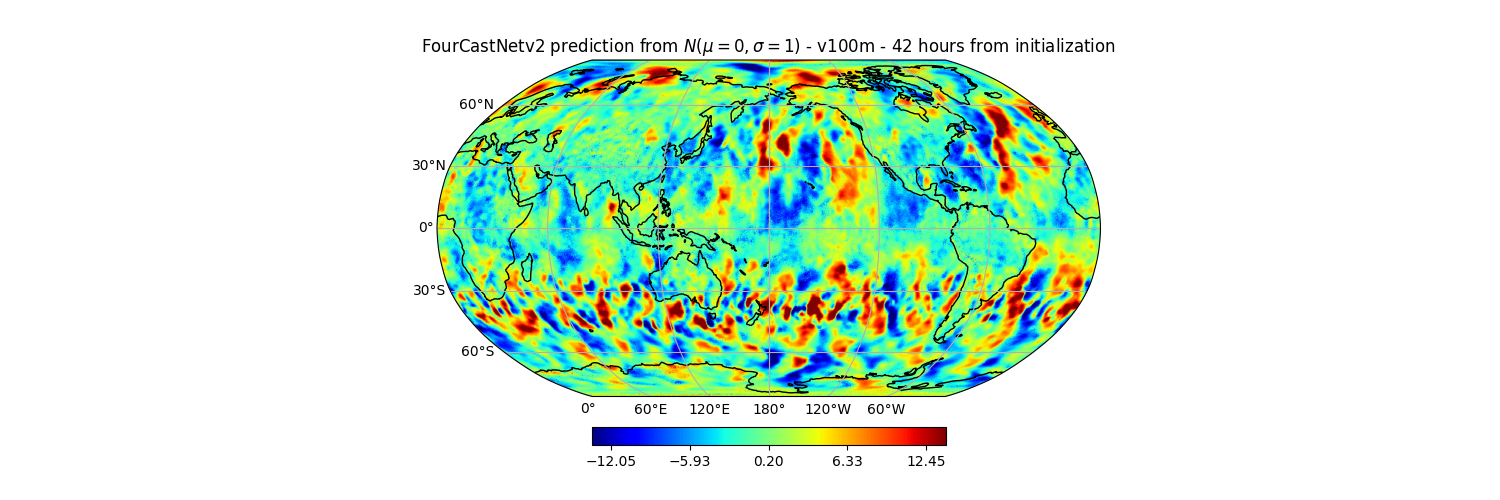 FourCastNetv2 prediction from N(μ = 0, σ = 1) - v100m - 42 hours from initialization
60°N
30°N
0°
30°S
60°S
0° 60°E 120°E 180° 120°W 60°W
−12.05 −5.93 0.20 6.33 12.45